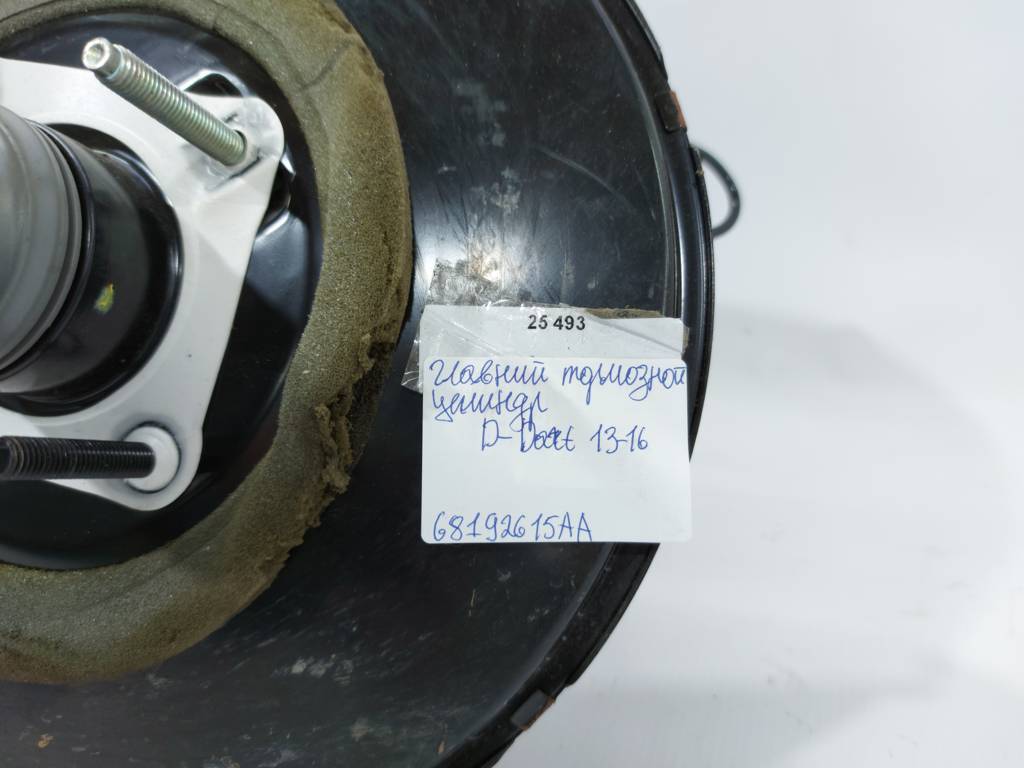 25 493
Главний тормозной
цилиндр
D-Dart 13-16
68192615AA